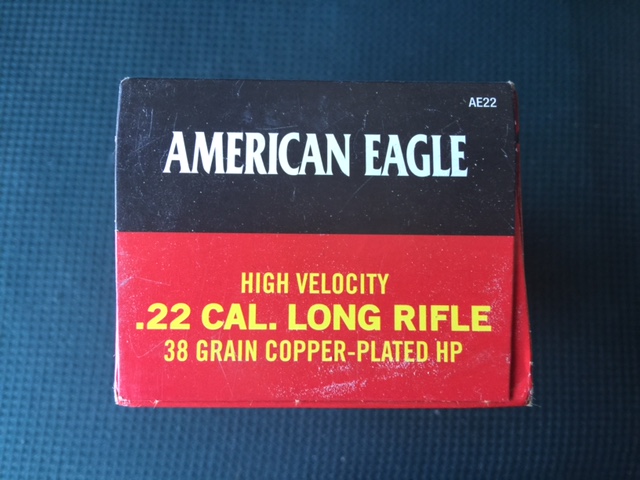 AE22
AMERICAN EAGLE
HIGH VELOCITY
.22 CAL. LONG RIFLE
38 GRAIN COPPER-PLATED HP